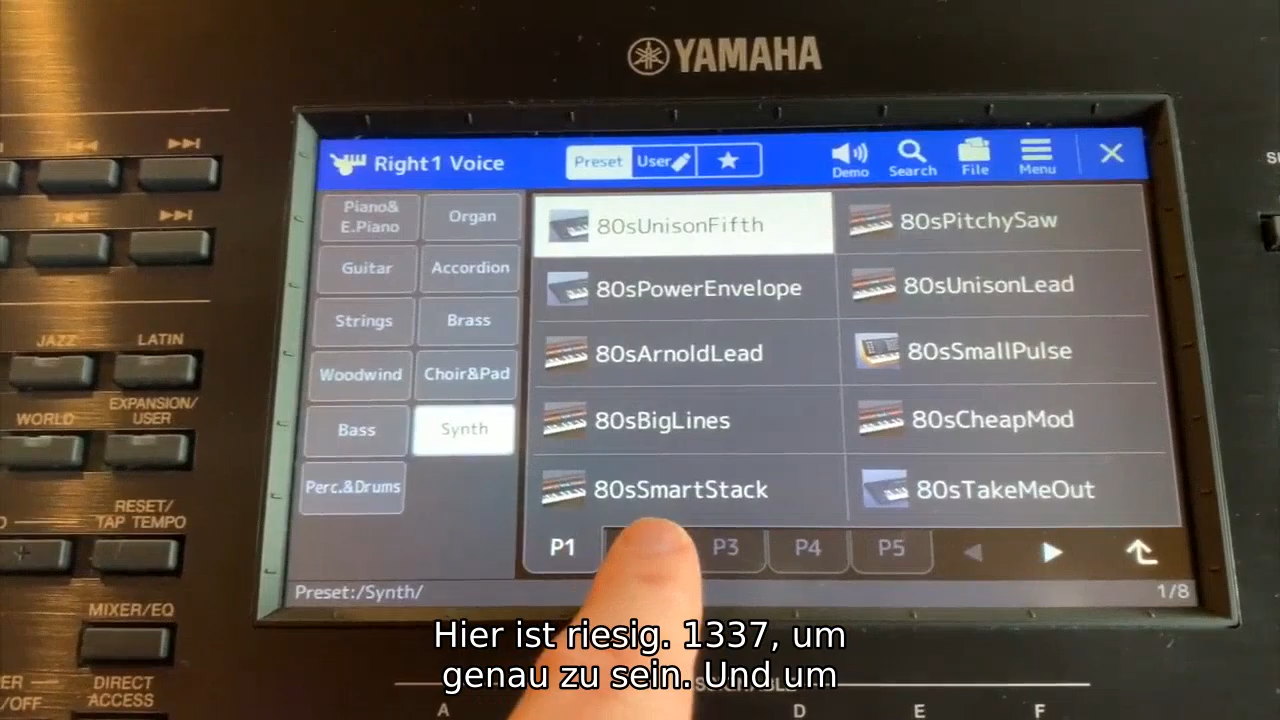 YAMAHA
Right1 Voice
Preset
User
Demo
Search
File
Menu
Piano&
E.Piano
Organ
Guitar
Accordion
Strings
Brass
Woodwind
Choir&Pad
Bass
Synth
Perc.&Drums
80sUnisonFifth
80sPitchySaw
80sPowerEnvelope
80sUnisonLead
80sArnoldLead
80sSmallPulse
80sBigLines
80sCheapMod
80sSmartStack
80sTakeMeOut
P1
P3
P4
P5
Preset:/Synth/
1/8
JAZZ
LATIN
WORLD
EXPANSION/
USER
RESET/
TAP TEMPO
MIXER/EQ
DIRECT
ACCESS
/OFF
A
D
E
F
Hier ist riesig. 1337, um
genau zu sein. Und um